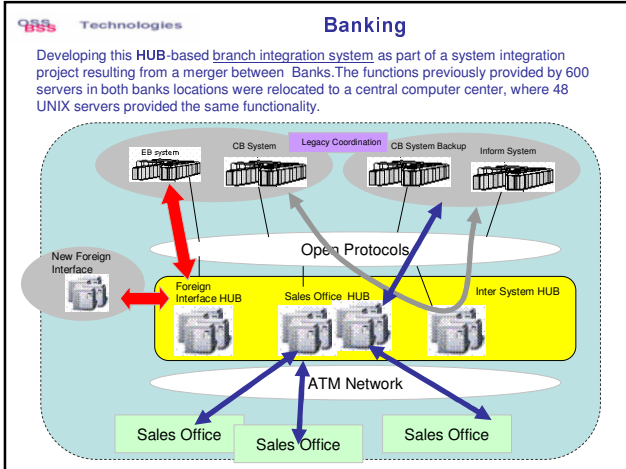 OSS
BSS
Technologies
Banking
Developing this HUB-based branch integration system as part of a system integration
project resulting from a merger between Banks.The functions previously provided by 600
servers in both banks locations were relocated to a central computer center, where 48
UNIX servers provided the same functionality.
EB system
CB System
Legacy Coordination
CB System Backup
Inform System
Open Protocols
New Foreign
Interface
Foreign
Interface HUB
Sales Office HUB
Inter System HUB
ATM Network
Sales Office
Sales Office
Sales Office